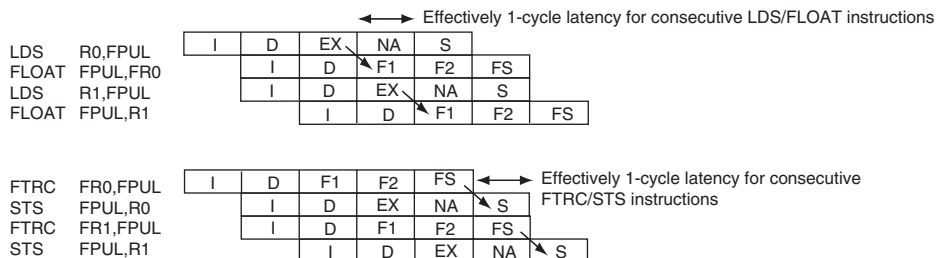 Effectively 1-cycle latency for consecutive LDS/FLOAT instructions
LDS R0,FPUL I D EX NA S
FLOAT FPUL,FR0 I D F1 F2 FS
LDS R1,FPUL I D EX NA S
FLOAT FPUL,R1 I D F1 F2 FS
FTRC FR0,FPUL I D F1 F2 FS Effectively 1-cycle latency for consecutive
FTRC/STS instructions
STS FPUL,R0 I D EX NA S
FTRC FR1,FPUL I D F1 F2 FS
STS FPUL,R1 I D EX NA S